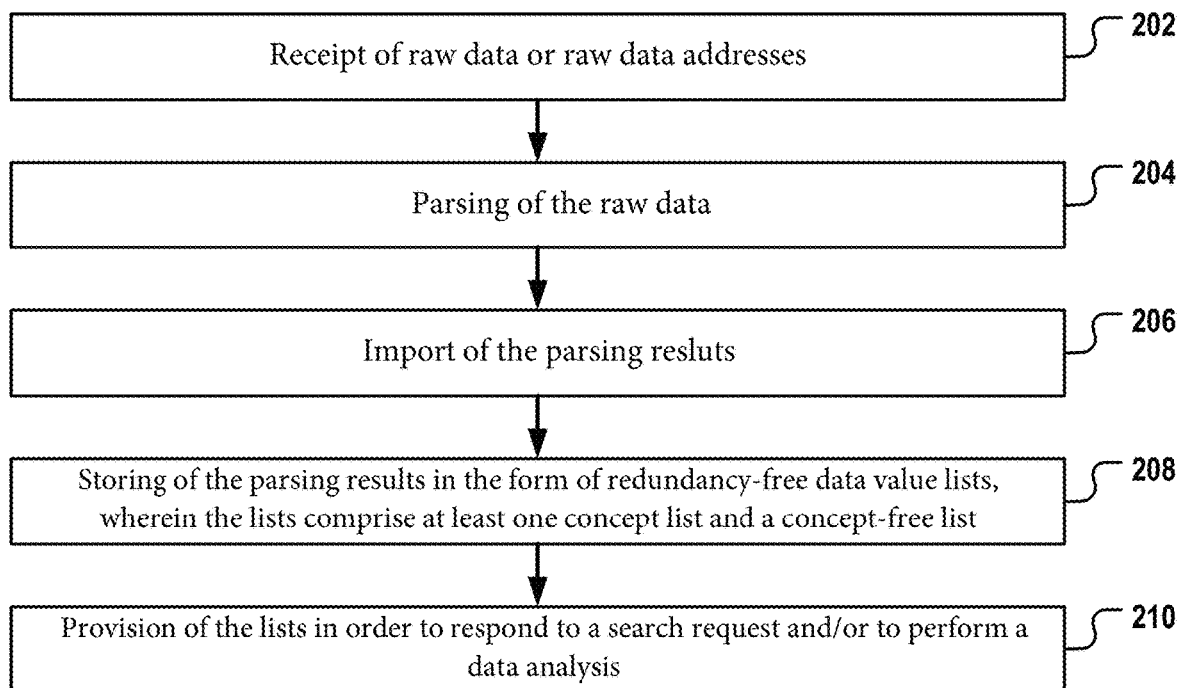 202
Receipt of raw data or raw data addresses
204
Parsing of the raw data
206
Import of the parsing resluts
208
Storing of the parsing results in the form of redundancy-free data value lists,
wherein the lists comprise at least one concept list and a concept-free list
210
Provision of the lists in order to respond to a search request and/or to perform a
data analysis